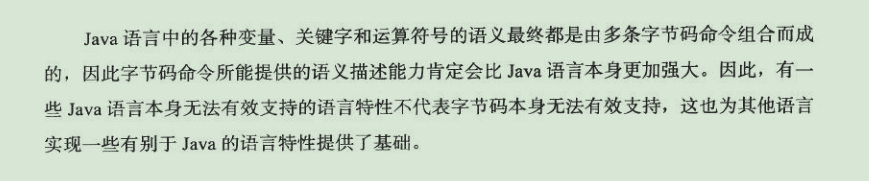 Java 语言中的各种变量、关键字和运算符号的语义最终都是由多条字节码命令组合而成
的，因此字节码命令所能提供的语义描述能力肯定会比 Java 语言本身更加强大。因此，有一
些 Java 语言本身无法有效支持的语言特性不代表字节码本身无法有效支持，这也为其他语言
实现一些有别于 Java 的语言特性提供了基础。